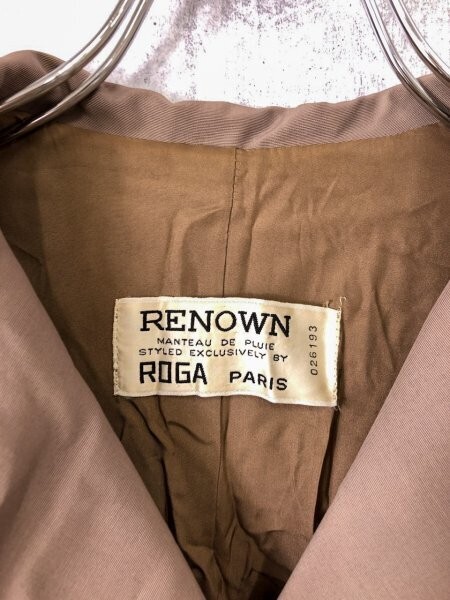 RENOWN
MANTEAU DE PLUIE
STYLED EXCLUSIVELY BY
ROGA PARIS
026193